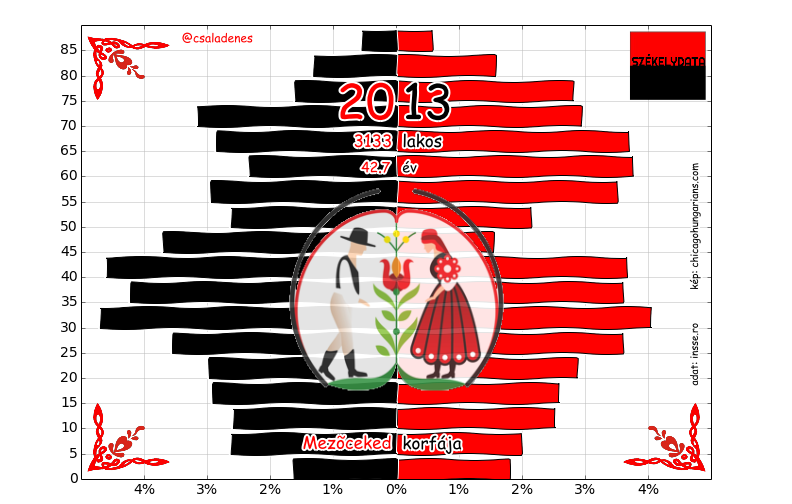 @csaladenes
SZÉKELYDATA
2013
3133 lakos
42.7 év
kép: chicagohungarians.com
adat: insse.ro
Mezőceked korfája
85
80
75
70
65
60
55
50
45
40
35
30
25
20
15
10
5
0
4% 3% 2% 1% 0% 1% 2% 3% 4%